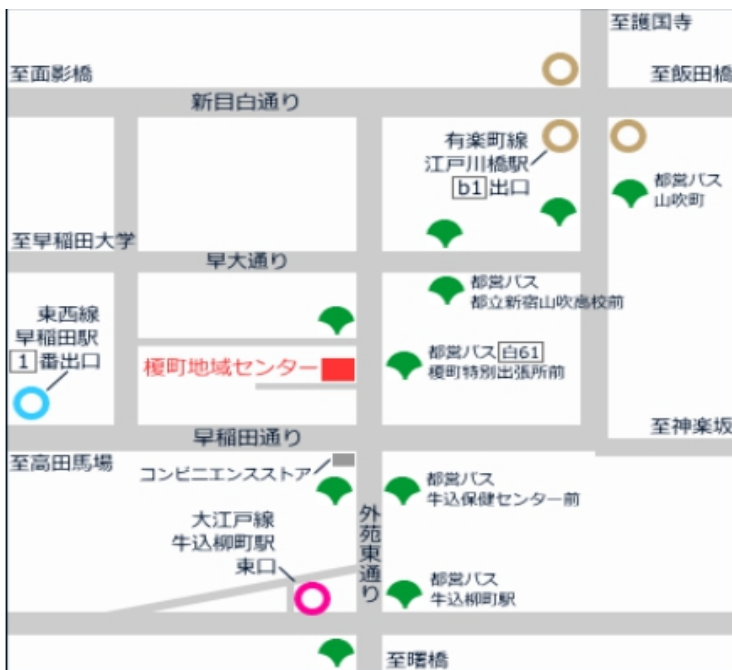 至護国寺
至面影橋
至飯田橋
新目白通り
有楽町線
江戸川橋駅
b1出口
都営バス
山吹町
至早稲田大学
早大通り
都営バス
都立新宿山吹高校前
東西線
早稲田駅
1番出口
榎町地域センター
都営バス白61
榎町特別出張所前
早稲田通り
至神楽坂
至高田馬場
コンビニエンスストア
都営バス
牛込保健センター前
外苑東通り
大江戸線
牛込柳町駅
東口
都営バス
牛込柳町駅
至曙橋